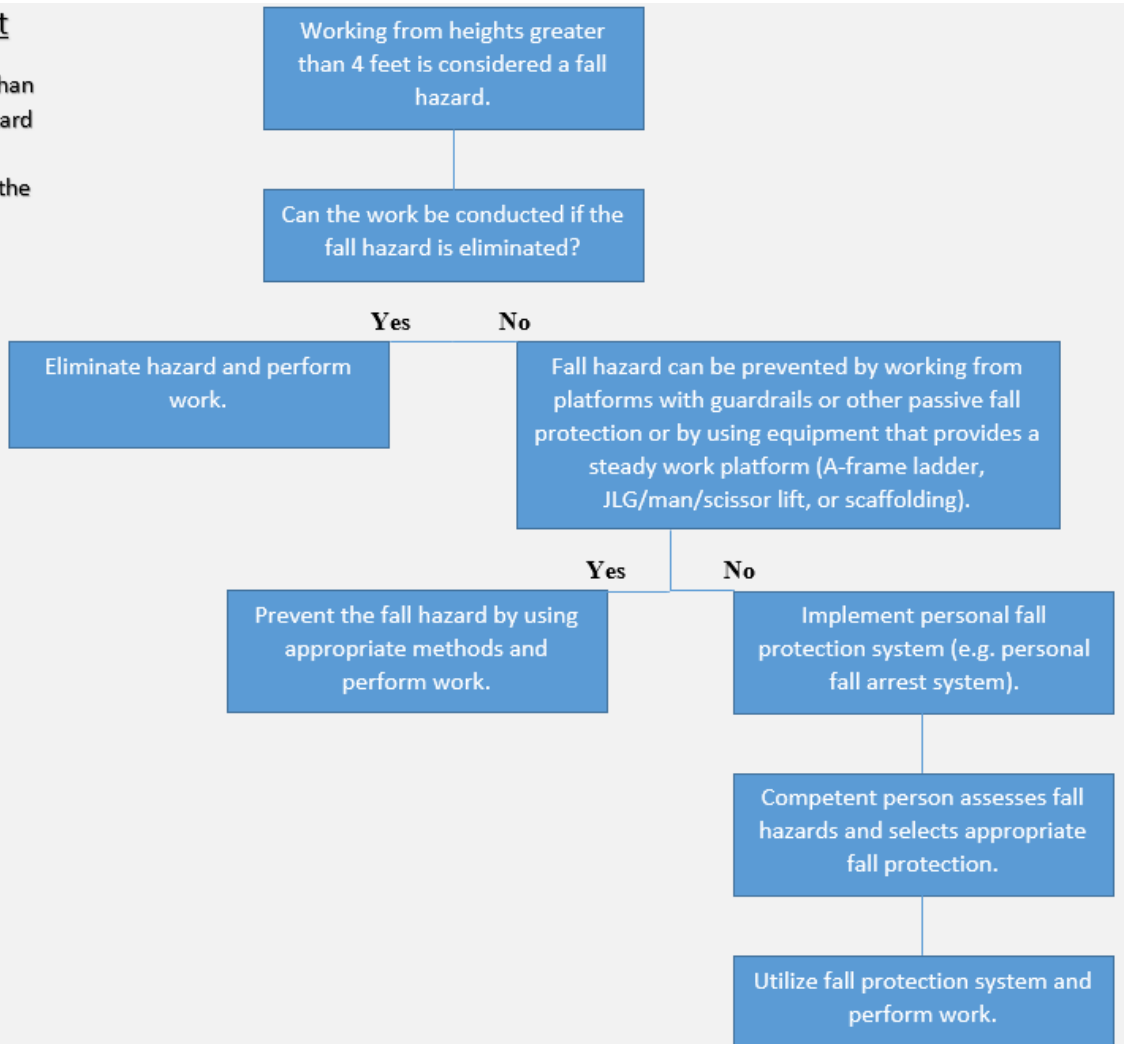 t
han
ard
the
Working from heights greater
than 4 feet is considered a fall
hazard.
Can the work be conducted if the
fall hazard is eliminated?
Yes No
Eliminate hazard and perform
work.
Fall hazard can be prevented by working from
platforms with guardrails or other passive fall
protection or by using equipment that provides a
steady work platform (A-frame ladder,
JLG/man/scissor lift, or scaffolding).
Yes No
Prevent the fall hazard by using
appropriate methods and
perform work.
Implement personal fall
protection system (e.g. personal
fall arrest system).
Competent person assesses fall
hazards and selects appropriate
fall protection.
Utilize fall protection system and
perform work.